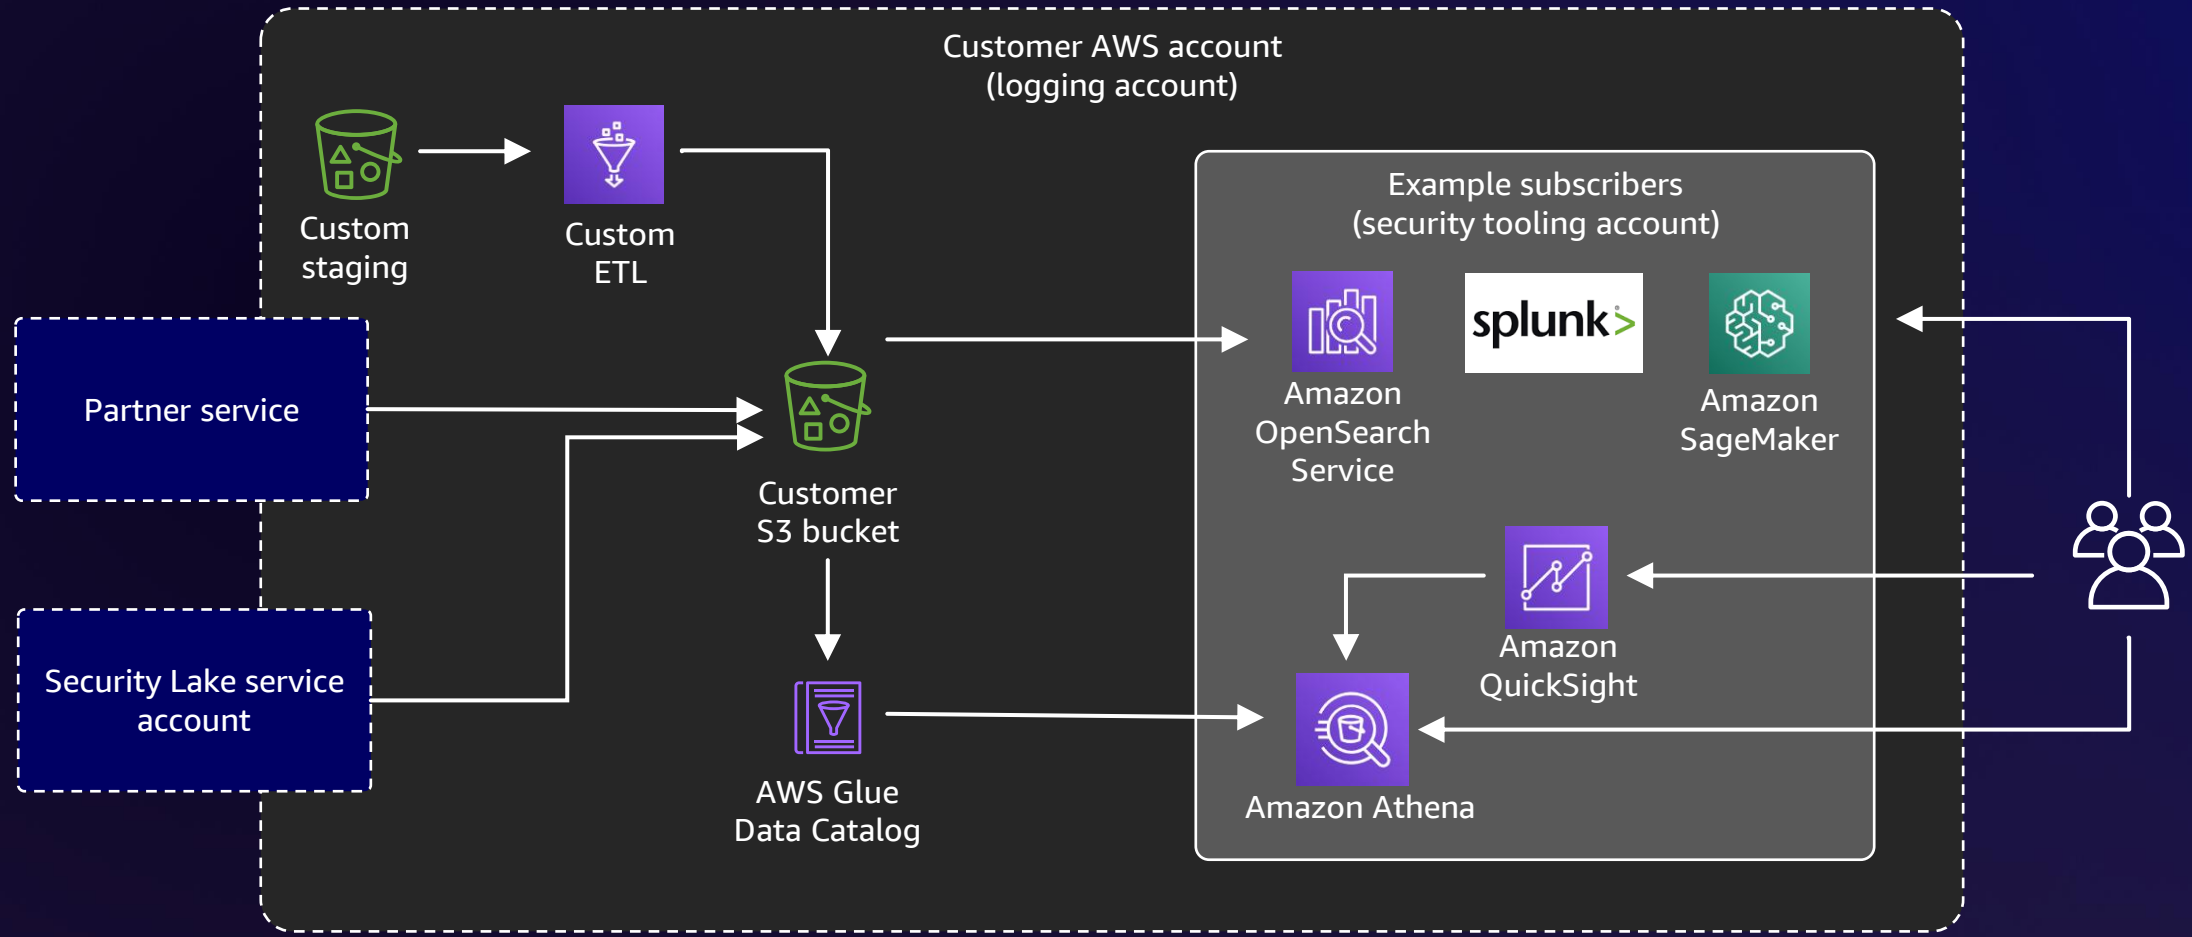 Customer AWS account
(logging account)
Custom
staging
Custom
ETL
Example subscribers
(security tooling account)
splunk>
Amazon
OpenSearch
Service
Amazon
SageMaker
Partner service
Customer
S3 bucket
Amazon
QuickSight
Security Lake service
account
AWS Glue
Data Catalog
Amazon Athena